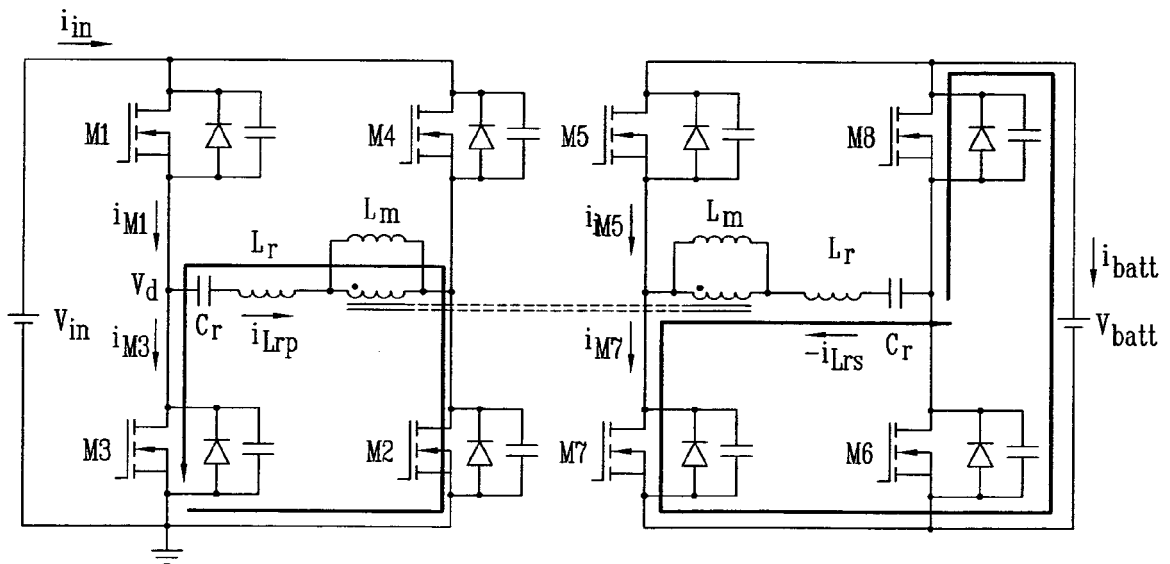 i_in
M1
M4
M5
M8
i_M1
L_m
i_M5
L_m
L_r
L_r
i_batt
V_d
V_in
C_r
i_Lrp
V_batt
i_M3
i_M7
-i_Lrs
C_r
M3
M2
M7
M6